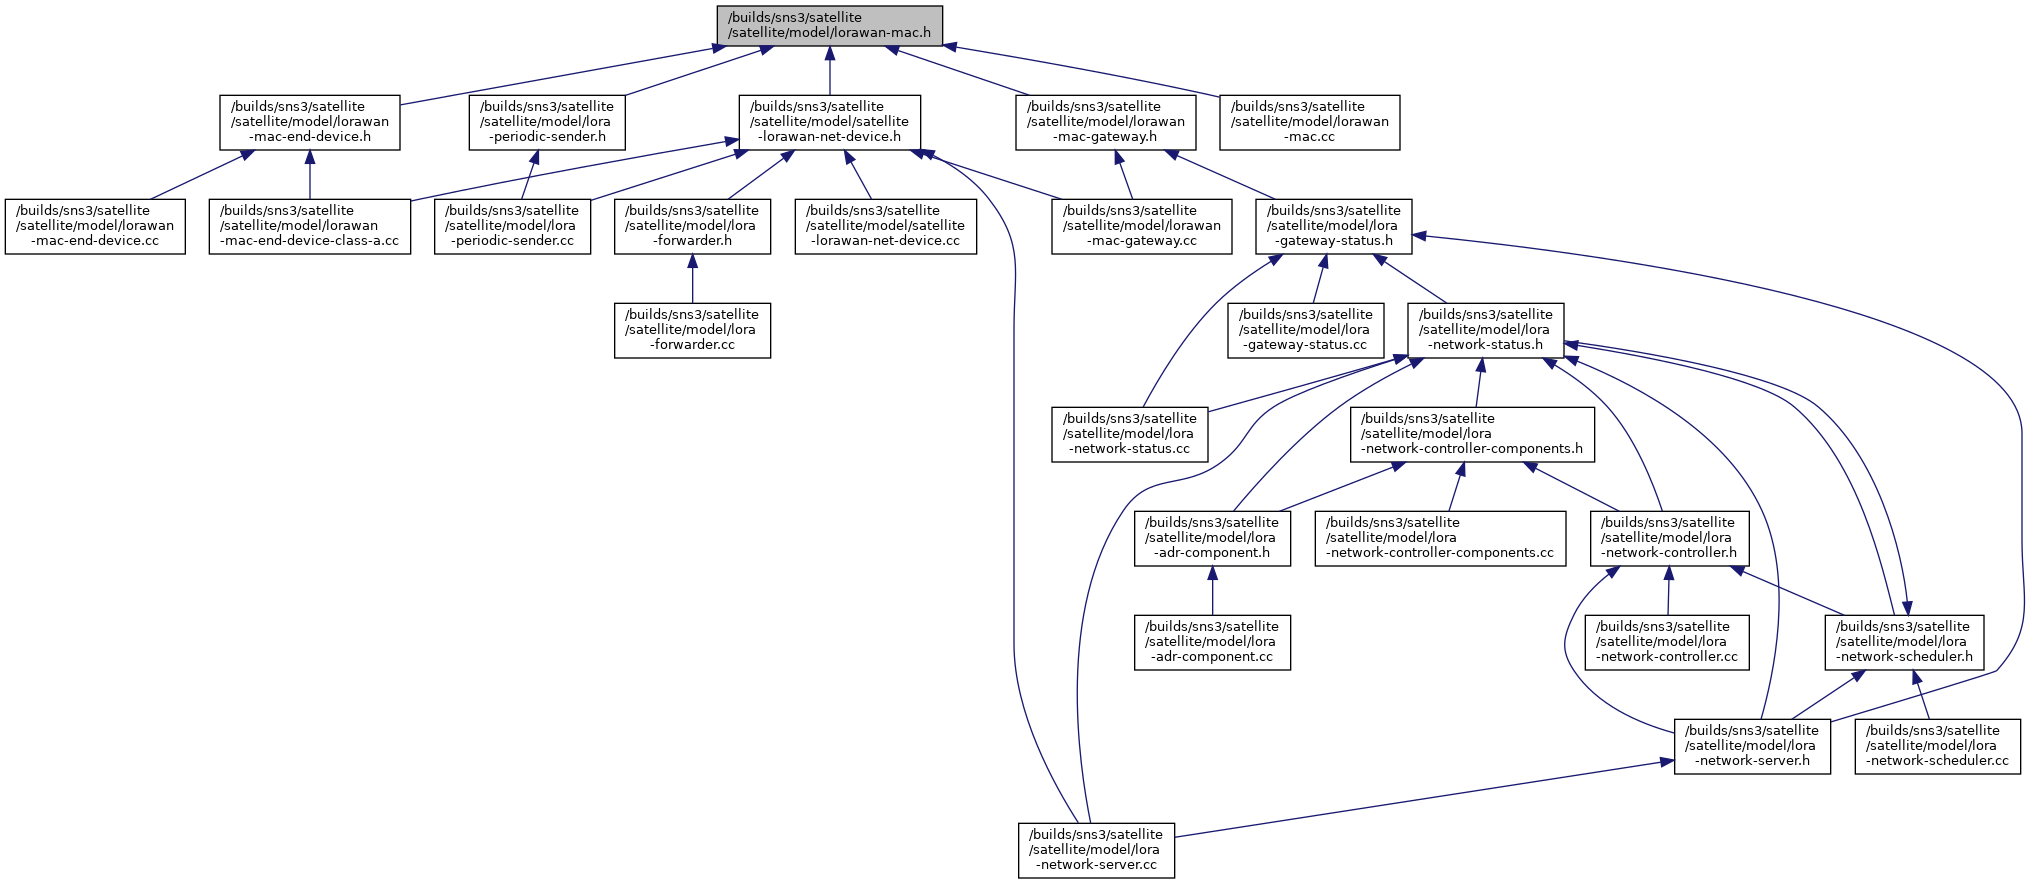 /builds/sns3/satellite
/satellite/model/lorawan-mac.h
/builds/sns3/satellite
/satellite/model/lorawan
-mac-end-device.h
/builds/sns3/satellite
/satellite/model/lora
-periodic-sender.h
/builds/sns3/satellite
/satellite/model/satellite
-lorawan-net-device.h
/builds/sns3/satellite
/satellite/model/lorawan
-mac-gateway.h
/builds/sns3/satellite
/satellite/model/lorawan
-mac.cc
/builds/sns3/satellite
/satellite/model/lorawan
-mac-end-device.cc
/builds/sns3/satellite
/satellite/model/lorawan
-mac-end-device-class-a.cc
/builds/sns3/satellite
/satellite/model/lora
-periodic-sender.cc
/builds/sns3/satellite
/satellite/model/lora
-forwarder.h
/builds/sns3/satellite
/satellite/model/satellite
-lorawan-net-device.cc
/builds/sns3/satellite
/satellite/model/lorawan
-mac-gateway.cc
/builds/sns3/satellite
/satellite/model/lora
-gateway-status.h
/builds/sns3/satellite
/satellite/model/lora
-forwarder.cc
/builds/sns3/satellite
/satellite/model/lora
-gateway-status.cc
/builds/sns3/satellite
/satellite/model/lora
-network-status.h
/builds/sns3/satellite
/satellite/model/lora
-network-status.cc
/builds/sns3/satellite
/satellite/model/lora
-network-controller-components.h
/builds/sns3/satellite
/satellite/model/lora
-adr-component.h
/builds/sns3/satellite
/satellite/model/lora
-network-controller-components.cc
/builds/sns3/satellite
/satellite/model/lora
-network-controller.h
/builds/sns3/satellite
/satellite/model/lora
-adr-component.cc
/builds/sns3/satellite
/satellite/model/lora
-network-controller.cc
/builds/sns3/satellite
/satellite/model/lora
-network-scheduler.h
/builds/sns3/satellite
/satellite/model/lora
-network-server.h
/builds/sns3/satellite
/satellite/model/lora
-network-scheduler.cc
/builds/sns3/satellite
/satellite/model/lora
-network-server.cc